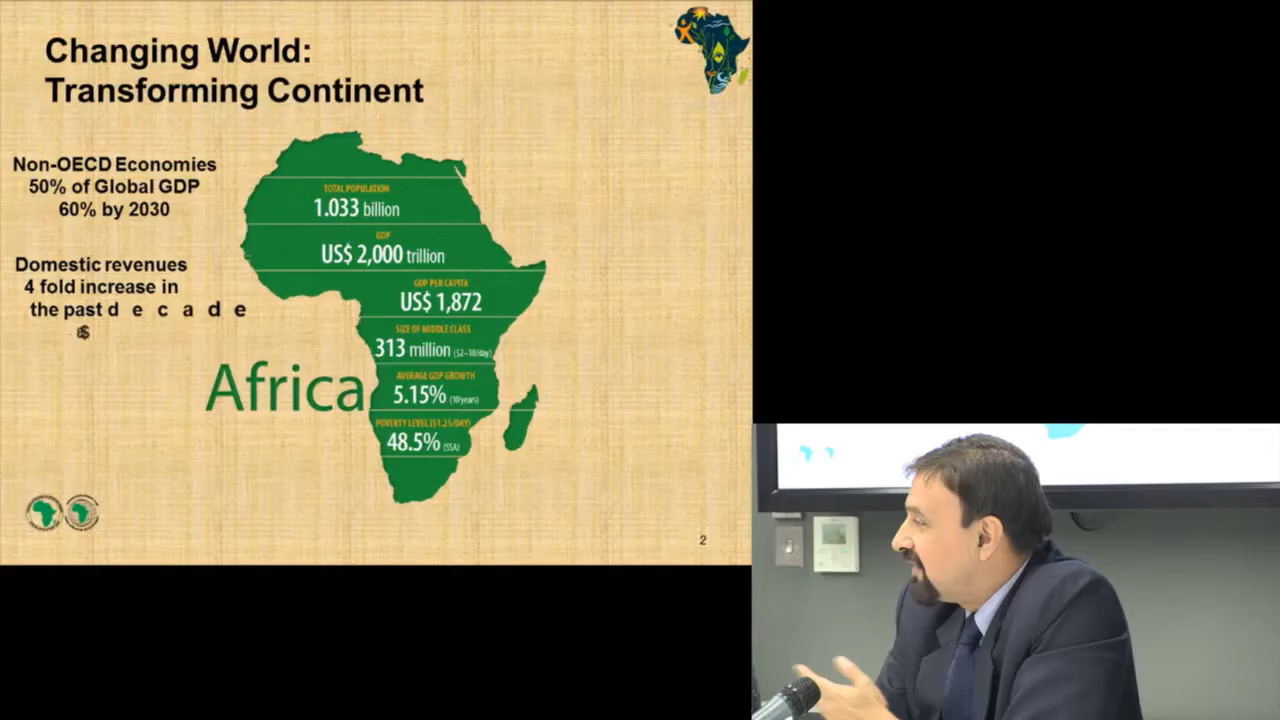 Changing World:
Transforming Continent
Non-OECD Economies
50% of Global GDP
60% by 2030
Domestic revenues
4 fold increase in
the past d e c a d e
TOTAL POPULATION
1.033 billion
GDP
US$ 2,000 trillion
GDP PER CAPITA
US$ 1,872
SIZE OF MIDDLE CLASS
313 million ($2–10/day)
AVERAGE GDP GROWTH
5.15% (10 years)
POVERTY LEVEL ($1.25/DAY)
48.5% (SSA)
Africa
2